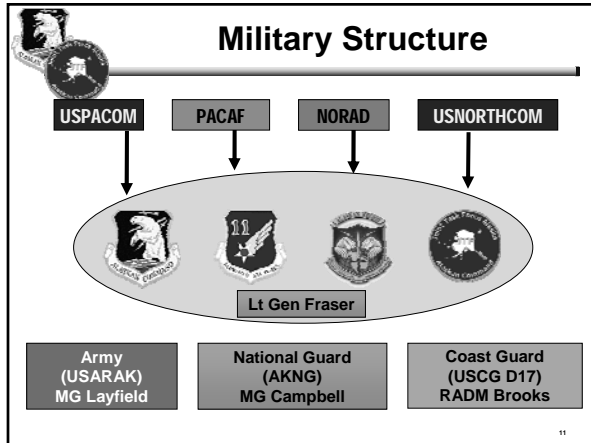 Military Structure
USPACOM
PACAF
NORAD
USNORTHCOM
11
Lt Gen Fraser
Army
(USARAK)
MG Layfield
National Guard
(AKNG)
MG Campbell
Coast Guard
(USCG D17)
RADM Brooks
11